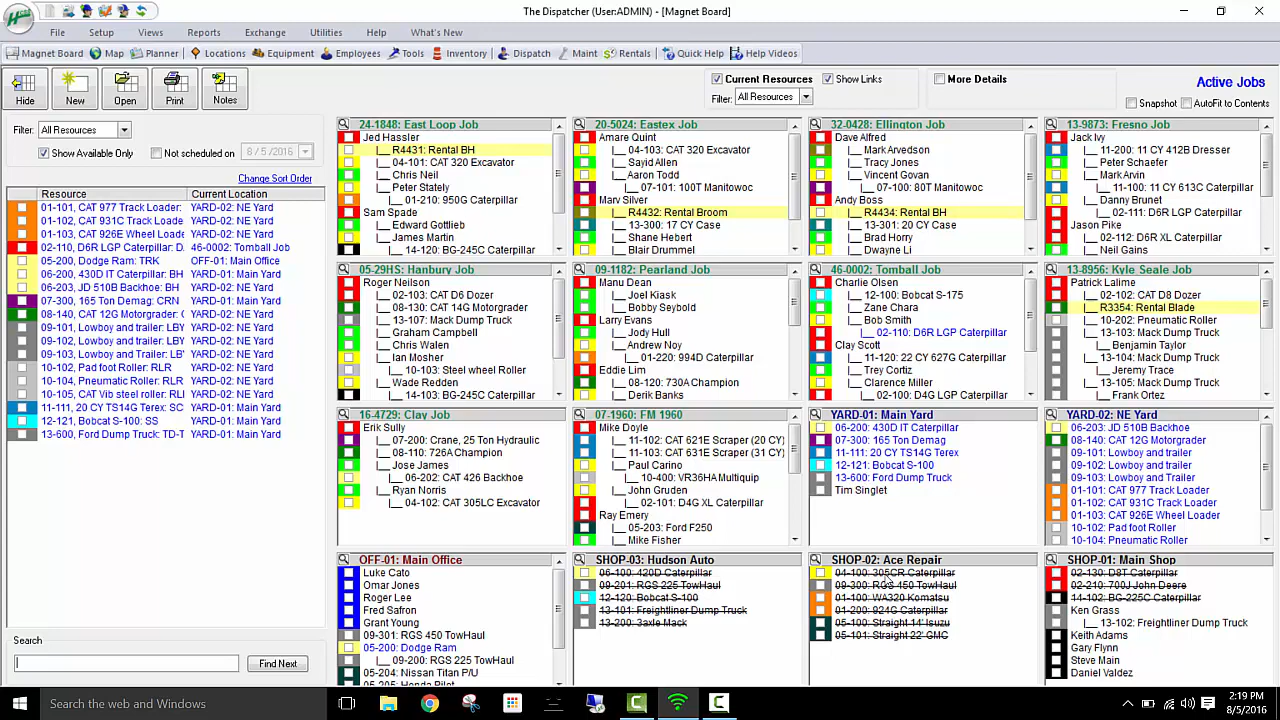 The Dispatcher (User:ADMIN) - [Magnet Board]
File Setup Views Reports Exchange Utilities Help What's New
Magnet Board Map Planner Locations Equipment Employees Tools Inventory Dispatch Maint Rentals Quick Help Help Videos
Hide New Open Print Notes
Current Resources Show Links More Details Active Jobs
Filter: All Resources Snapshot AutoFit to Contents
Filter: All Resources
Show Available Only Not scheduled on 8/ 5 /2016
Change Sort Order
Resource Current Location
01-101, CAT 977 Track Loader: YARD-02: NE Yard
01-102, CAT 931C Track Loade YARD-02: NE Yard
01-103, CAT 926E Wheel Loade YARD-02: NE Yard
02-110, D6R LGP Caterpillar: D. 46-0002: Tomball Job
05-200, Dodge Ram: TRK OFF-01: Main Office
06-200, 430D IT Caterpillar: BH YARD-01: Main Yard
06-203, JD 510B Backhoe: BH YARD-02: NE Yard
07-300, 165 Ton Demag: CRN YARD-01: Main Yard
08-140, CAT 12G Motorgrader: ( YARD-02: NE Yard
09-101, Lowboy and trailer: LBY YARD-02: NE Yard
09-102, Lowboy and trailer: LBY YARD-02: NE Yard
09-103, Lowboy and Trailer: LBY YARD-02: NE Yard
10-102, Pad foot Roller: RLR YARD-02: NE Yard
10-104, Pneumatic Roller: RLR YARD-02: NE Yard
10-105, CAT Vib steel roller: RL YARD-02: NE Yard
11-111, 20 CY TS14G Terex: SC YARD-01: Main Yard
12-121, Bobcat S-100: SS YARD-01: Main Yard
13-600, Ford Dump Truck: TD-T YARD-01: Main Yard
Search
Find Next
24-1848: East Loop Job
Jed Hassler
R4431: Rental BH
04-101: CAT 320 Excavator
Chris Neil
Peter Stately
01-210: 950G Caterpillar
Sam Spade
Edward Gottlieb
James Martin
14-120: BG-245C Caterpillar
20-5024: Eastex Job
Amare Quint
04-103: CAT 320 Excavator
Sayid Allen
Aaron Todd
07-101: 100T Manitowoc
Marv Silver
R4432: Rental Broom
13-300: 17 CY Case
Shane Hebert
Blair Drummel
32-0428: Ellington Job
Dave Alfred
Mark Arvedson
Tracy Jones
Vincent Govan
07-100: 80T Manitowoc
Andy Boss
R4434: Rental BH
13-301: 20 CY Case
Brad Horry
Dwayne Li
13-9873: Fresno Job
Jack Ivy
11-200: 11 CY 412B Dresser
Peter Schaefer
Mark Arvin
11-100: 11 CY 613C Caterpillar
Danny Brunet
02-111: D6R LGP Caterpillar
Jason Pike
02-112: D6R XL Caterpillar
Neil Gains
05-29HS: Hanbury Job
Roger Neilson
02-103: CAT D6 Dozer
08-130: CAT 14G Motorgrader
13-107: Mack Dump Truck
Graham Campbell
Chris Walen
Ian Mosher
10-103: Steel wheel Roller
Wade Redden
14-103: BG-245C Caterpillar
09-1182: Pearland Job
Manu Dean
Joel Kiask
Bobby Seybold
Larry Evans
Jody Hull
Andrew Noy
01-220: 994D Caterpillar
Eddie Lim
08-120: 730A Champion
Derik Banks
46-0002: Tomball Job
Charlie Olsen
12-100: Bobcat S-175
Zane Chara
Bob Smith
02-110: D6R LGP Caterpillar
Clay Scott
11-120: 22 CY 627G Caterpillar
Trey Cortiz
Clarence Miller
02-140: D4G LGP Caterpillar
13-8956: Kyle Seale Job
Patrick Lalime
02-102: CAT D8 Dozer
R3354: Rental Blade
10-202: Pneumatic Roller
13-103: Mack Dump Truck
Benjamin Taylor
13-104: Mack Dump Truck
Jeremy Trace
13-105: Mack Dump Truck
Frank Ortez
16-4729: Clay Job
Erik Sully
07-200: Crane, 25 Ton Hydraulic
08-110: 726A Champion
Jose James
06-202: CAT 426 Backhoe
Ryan Norris
04-102: CAT 305LC Excavator
07-1960: FM 1960
Mike Doyle
11-102: CAT 621E Scraper (20 CY)
11-103: CAT 631E Scraper (31 CY)
Paul Carino
10-400: VR36HA Multiquip
John Gruden
02-101: D4G XL Caterpillar
Ray Emery
05-203: Ford F250
Mike Fisher
YARD-01: Main Yard
06-200: 430D IT Caterpillar
07-300: 165 Ton Demag
11-111: 20 CY TS14G Terex
12-121: Bobcat S-100
13-600: Ford Dump Truck
Tim Singlet
YARD-02: NE Yard
06-203: JD 510B Backhoe
08-140: CAT 12G Motorgrader
09-101: Lowboy and trailer
09-102: Lowboy and trailer
09-103: Lowboy and Trailer
01-101: CAT 977 Track Loader
01-102: CAT 931C Track Loader
01-103: CAT 926E Wheel Loader
10-102: Pad foot Roller
10-104: Pneumatic Roller
OFF-01: Main Office
Luke Cato
Omar Jones
Roger Lee
Fred Safron
Grant Young
09-301: RGS 450 TowHaul
05-200: Dodge Ram
09-200: RGS 225 TowHaul
05-204: Nissan Titan P/U
05-205: Honda Pilot
SHOP-03: Hudson Auto
06-100: 420D Caterpillar
09-201: RGS 225 TowHaul
12-120: Bobcat S-100
13-101: Freightliner Dump Truck
13-200: 3axle Mack
SHOP-02: Ace Repair
04-100: 305CR Caterpillar
09-300: RGS 450 TowHaul
01-100: WA320 Komatsu
01-200: 924G Caterpillar
05-100: Straight 14' Isuzu
05-101: Straight 22' GMC
SHOP-01: Main Shop
02-130: D8T Caterpillar
02-210: 700J John Deere
14-102: BG-225C Caterpillar
Ken Grass
13-102: Freightliner Dump Truck
Keith Adams
Gary Flynn
Steve Main
Daniel Valdez
Search the web and Windows
2:19 PM
8/5/2016